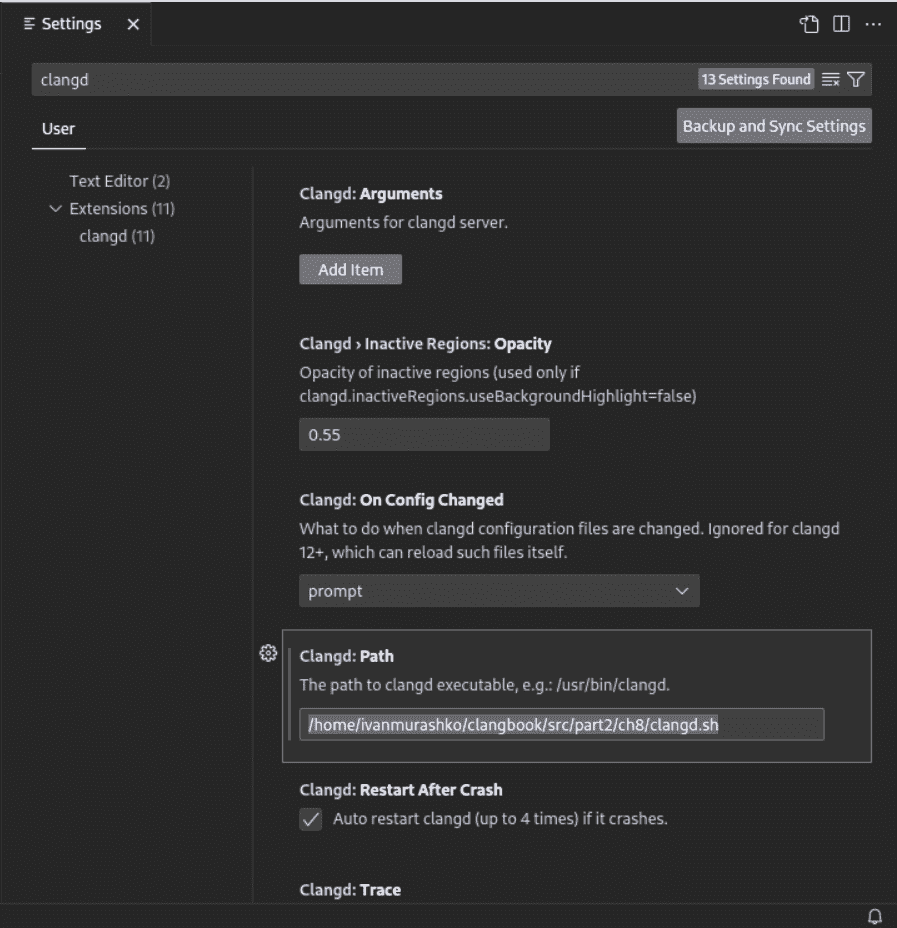 Settings
clangd
13 Settings Found
User
Backup and Sync Settings
Text Editor (2)
Extensions (11)
clangd (11)
Clangd: Arguments
Arguments for clangd server.
Add Item
Clangd › Inactive Regions: Opacity
Opacity of inactive regions (used only if
clangd.inactiveRegions.useBackgroundHighlight=false)
0.55
Clangd: On Config Changed
What to do when clangd configuration files are changed. Ignored for clangd
12+, which can reload such files itself.
prompt
Clangd: Path
The path to clangd executable, e.g.: /usr/bin/clangd.
/home/ivanmurashko/clangbook/src/part2/ch8/clangd.sh
Clangd: Restart After Crash
Auto restart clangd (up to 4 times) if it crashes.
Clangd: Trace